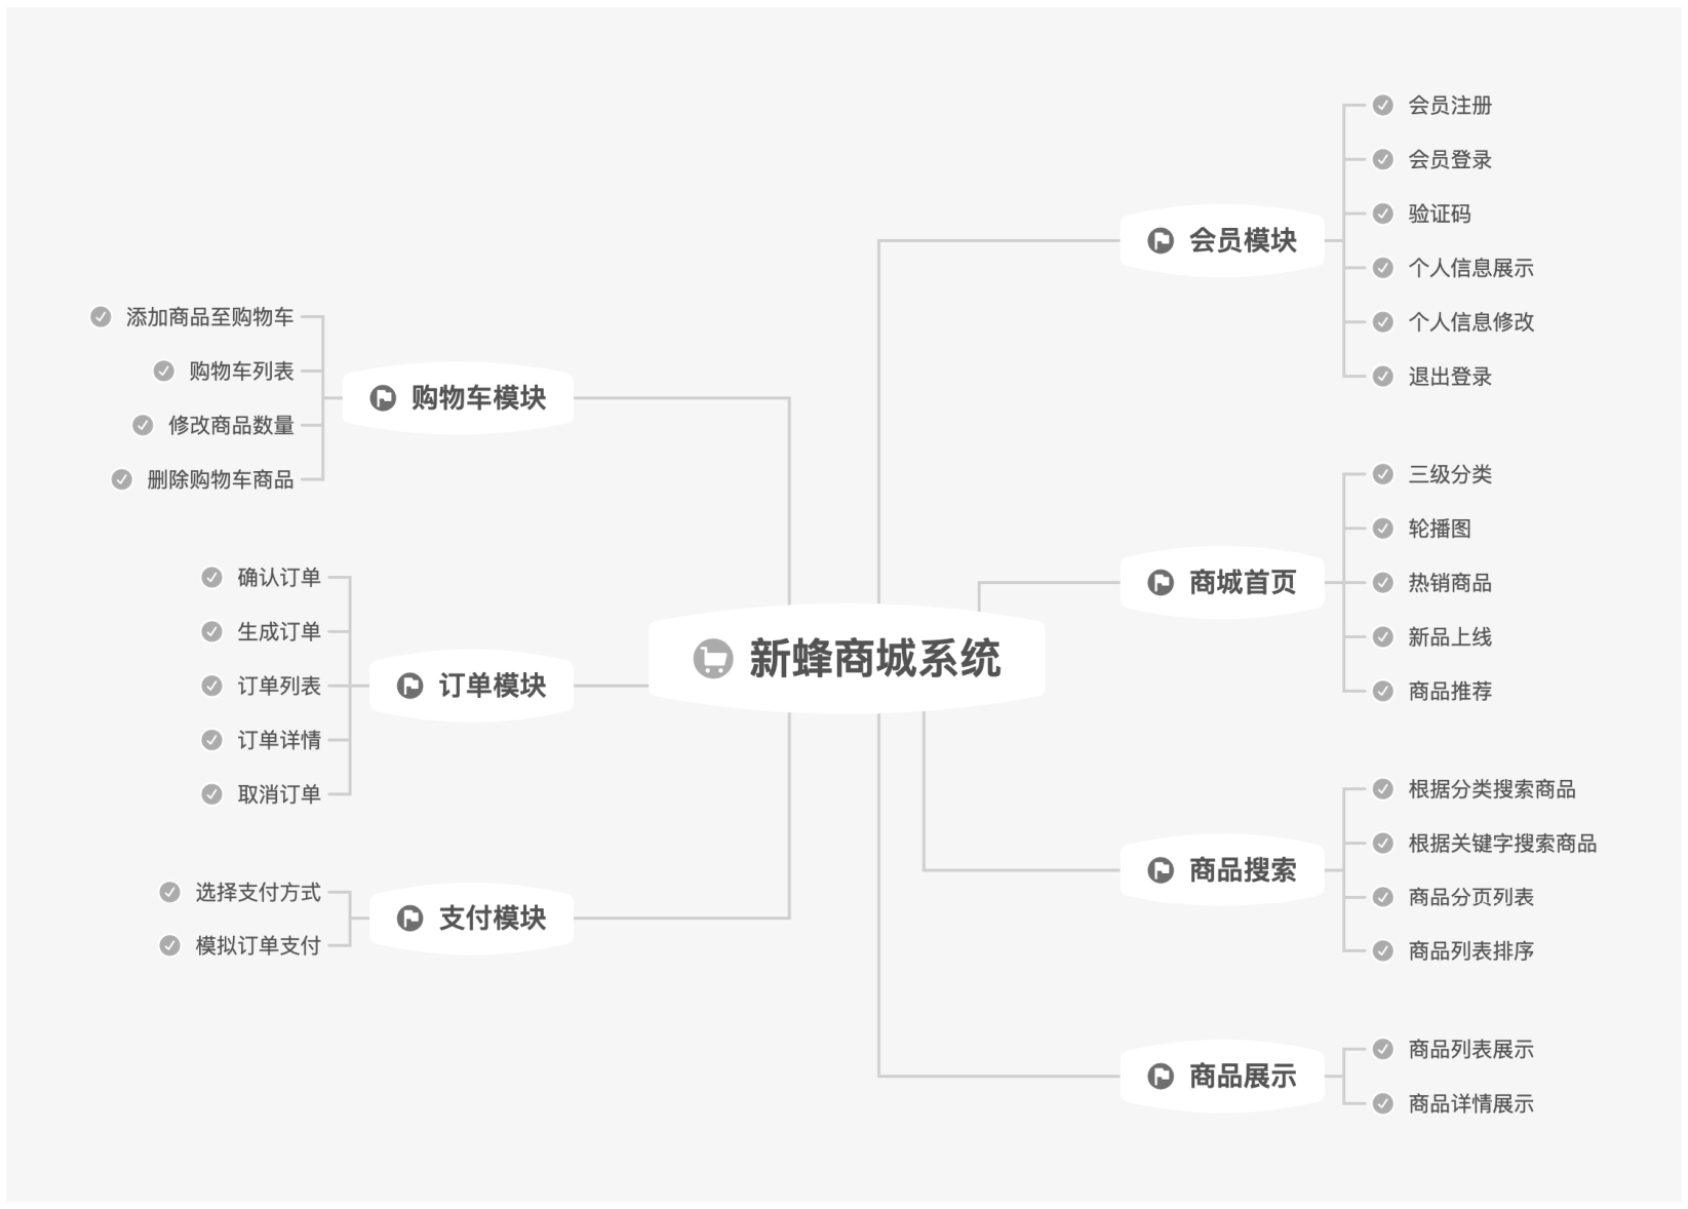 新蜂商城系统
会员模块
会员注册
会员登录
验证码
个人信息展示
个人信息修改
退出登录
商城首页
三级分类
轮播图
热销商品
新品上线
商品推荐
商品搜索
根据分类搜索商品
根据关键字搜索商品
商品分页列表
商品列表排序
商品展示
商品列表展示
商品详情展示
购物车模块
添加商品至购物车
购物车列表
修改商品数量
删除购物车商品
订单模块
确认订单
生成订单
订单列表
订单详情
取消订单
支付模块
选择支付方式
模拟订单支付